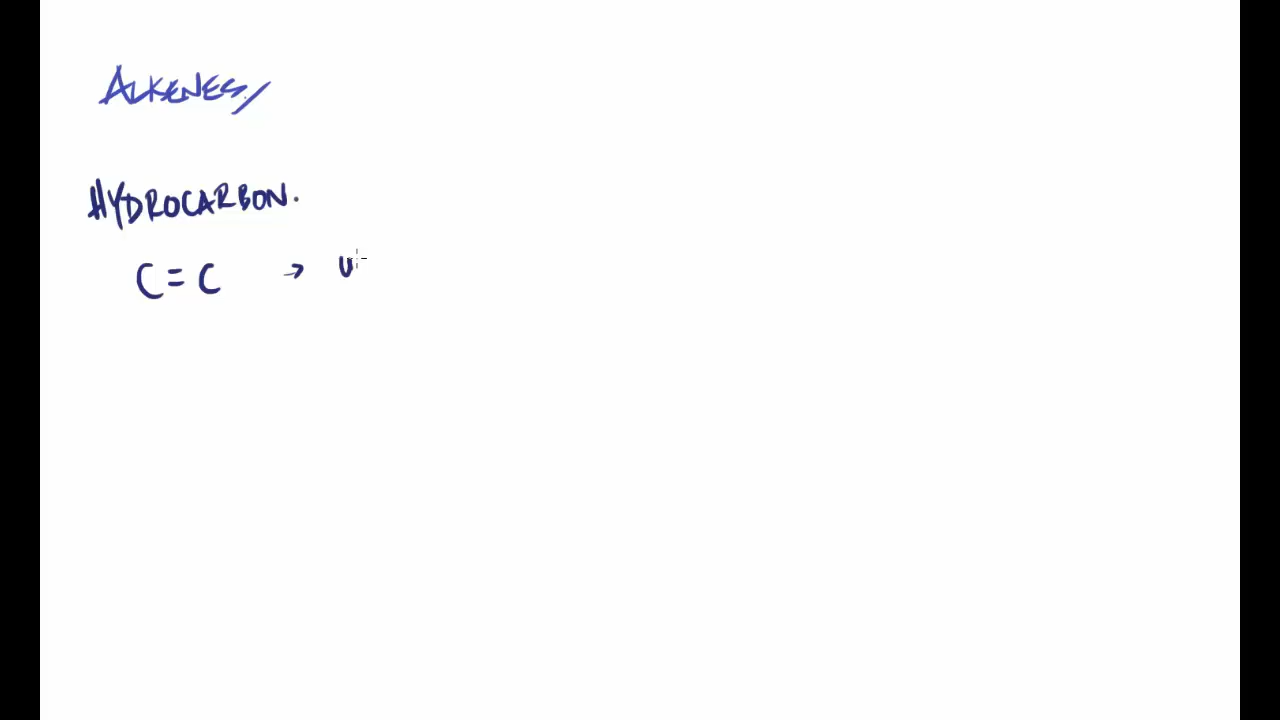 ALKENES/
HYDROCARBON.
C = C → U